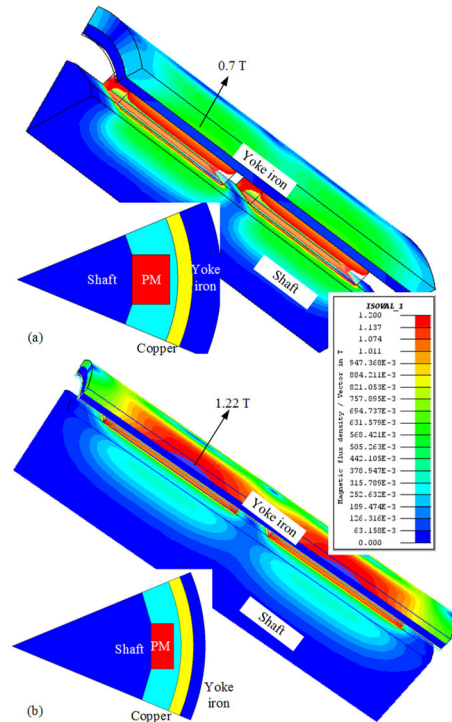 0.7 T
Yoke iron
Shaft
Shaft
PM
Yoke
iron
Copper
(a)
ISOVAL_1
Magnetic flux density / Vector in T
1.200
1.137
1.074
1.011
947.368E-3
884.211E-3
821.053E-3
757.895E-3
694.737E-3
631.579E-3
568.421E-3
505.263E-3
442.105E-3
378.947E-3
315.789E-3
252.632E-3
189.474E-3
126.316E-3
63.158E-3
0.000
1.22 T
Yoke iron
Shaft
Shaft
PM
Yoke
iron
Copper
(b)